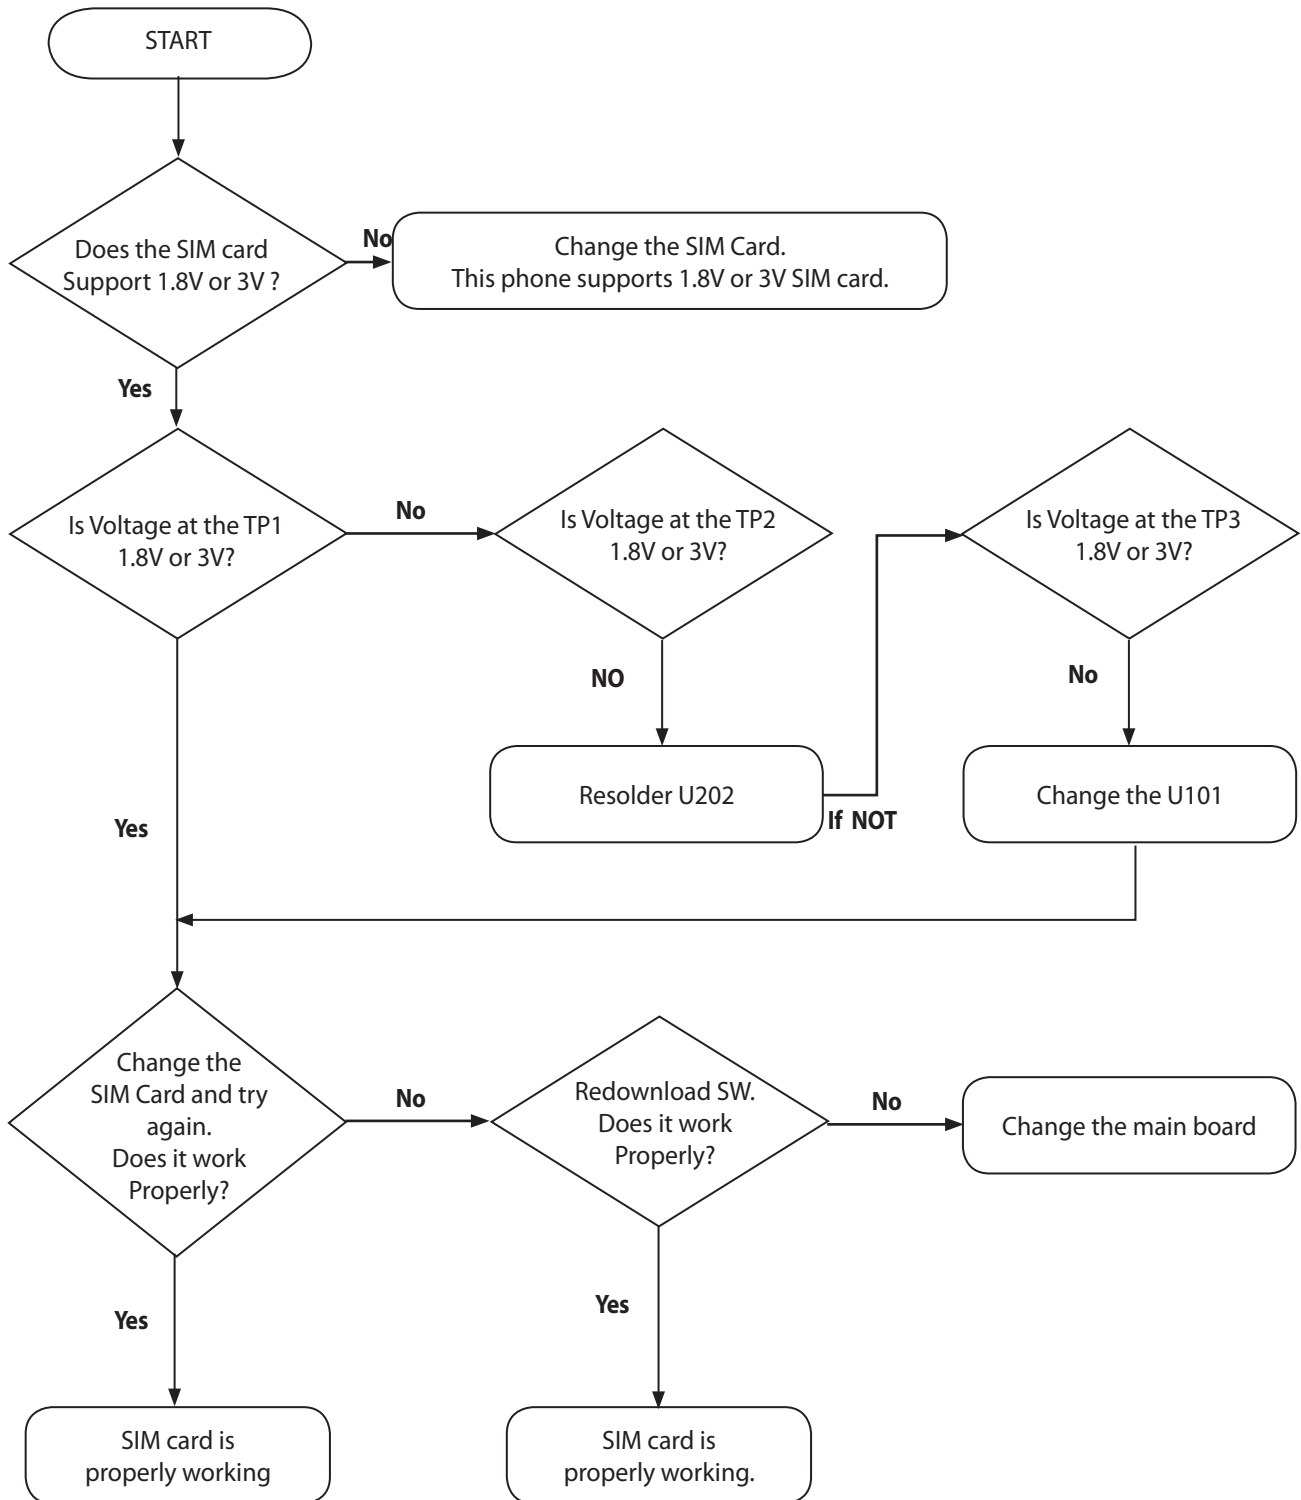 START
Does the SIM card
Support 1.8V or 3V ?
No
Change the SIM Card.
This phone supports 1.8V or 3V SIM card.
Yes
Is Voltage at the TP1
1.8V or 3V?
No
Is Voltage at the TP2
1.8V or 3V?
Is Voltage at the TP3
1.8V or 3V?
NO
No
Resolder U202
If NOT
Change the U101
Yes
Change the
SIM Card and try
again.
Does it work
Properly?
No
Redownload SW.
Does it work
Properly?
No
Change the main board
Yes
Yes
SIM card is
properly working
SIM card is
properly working.